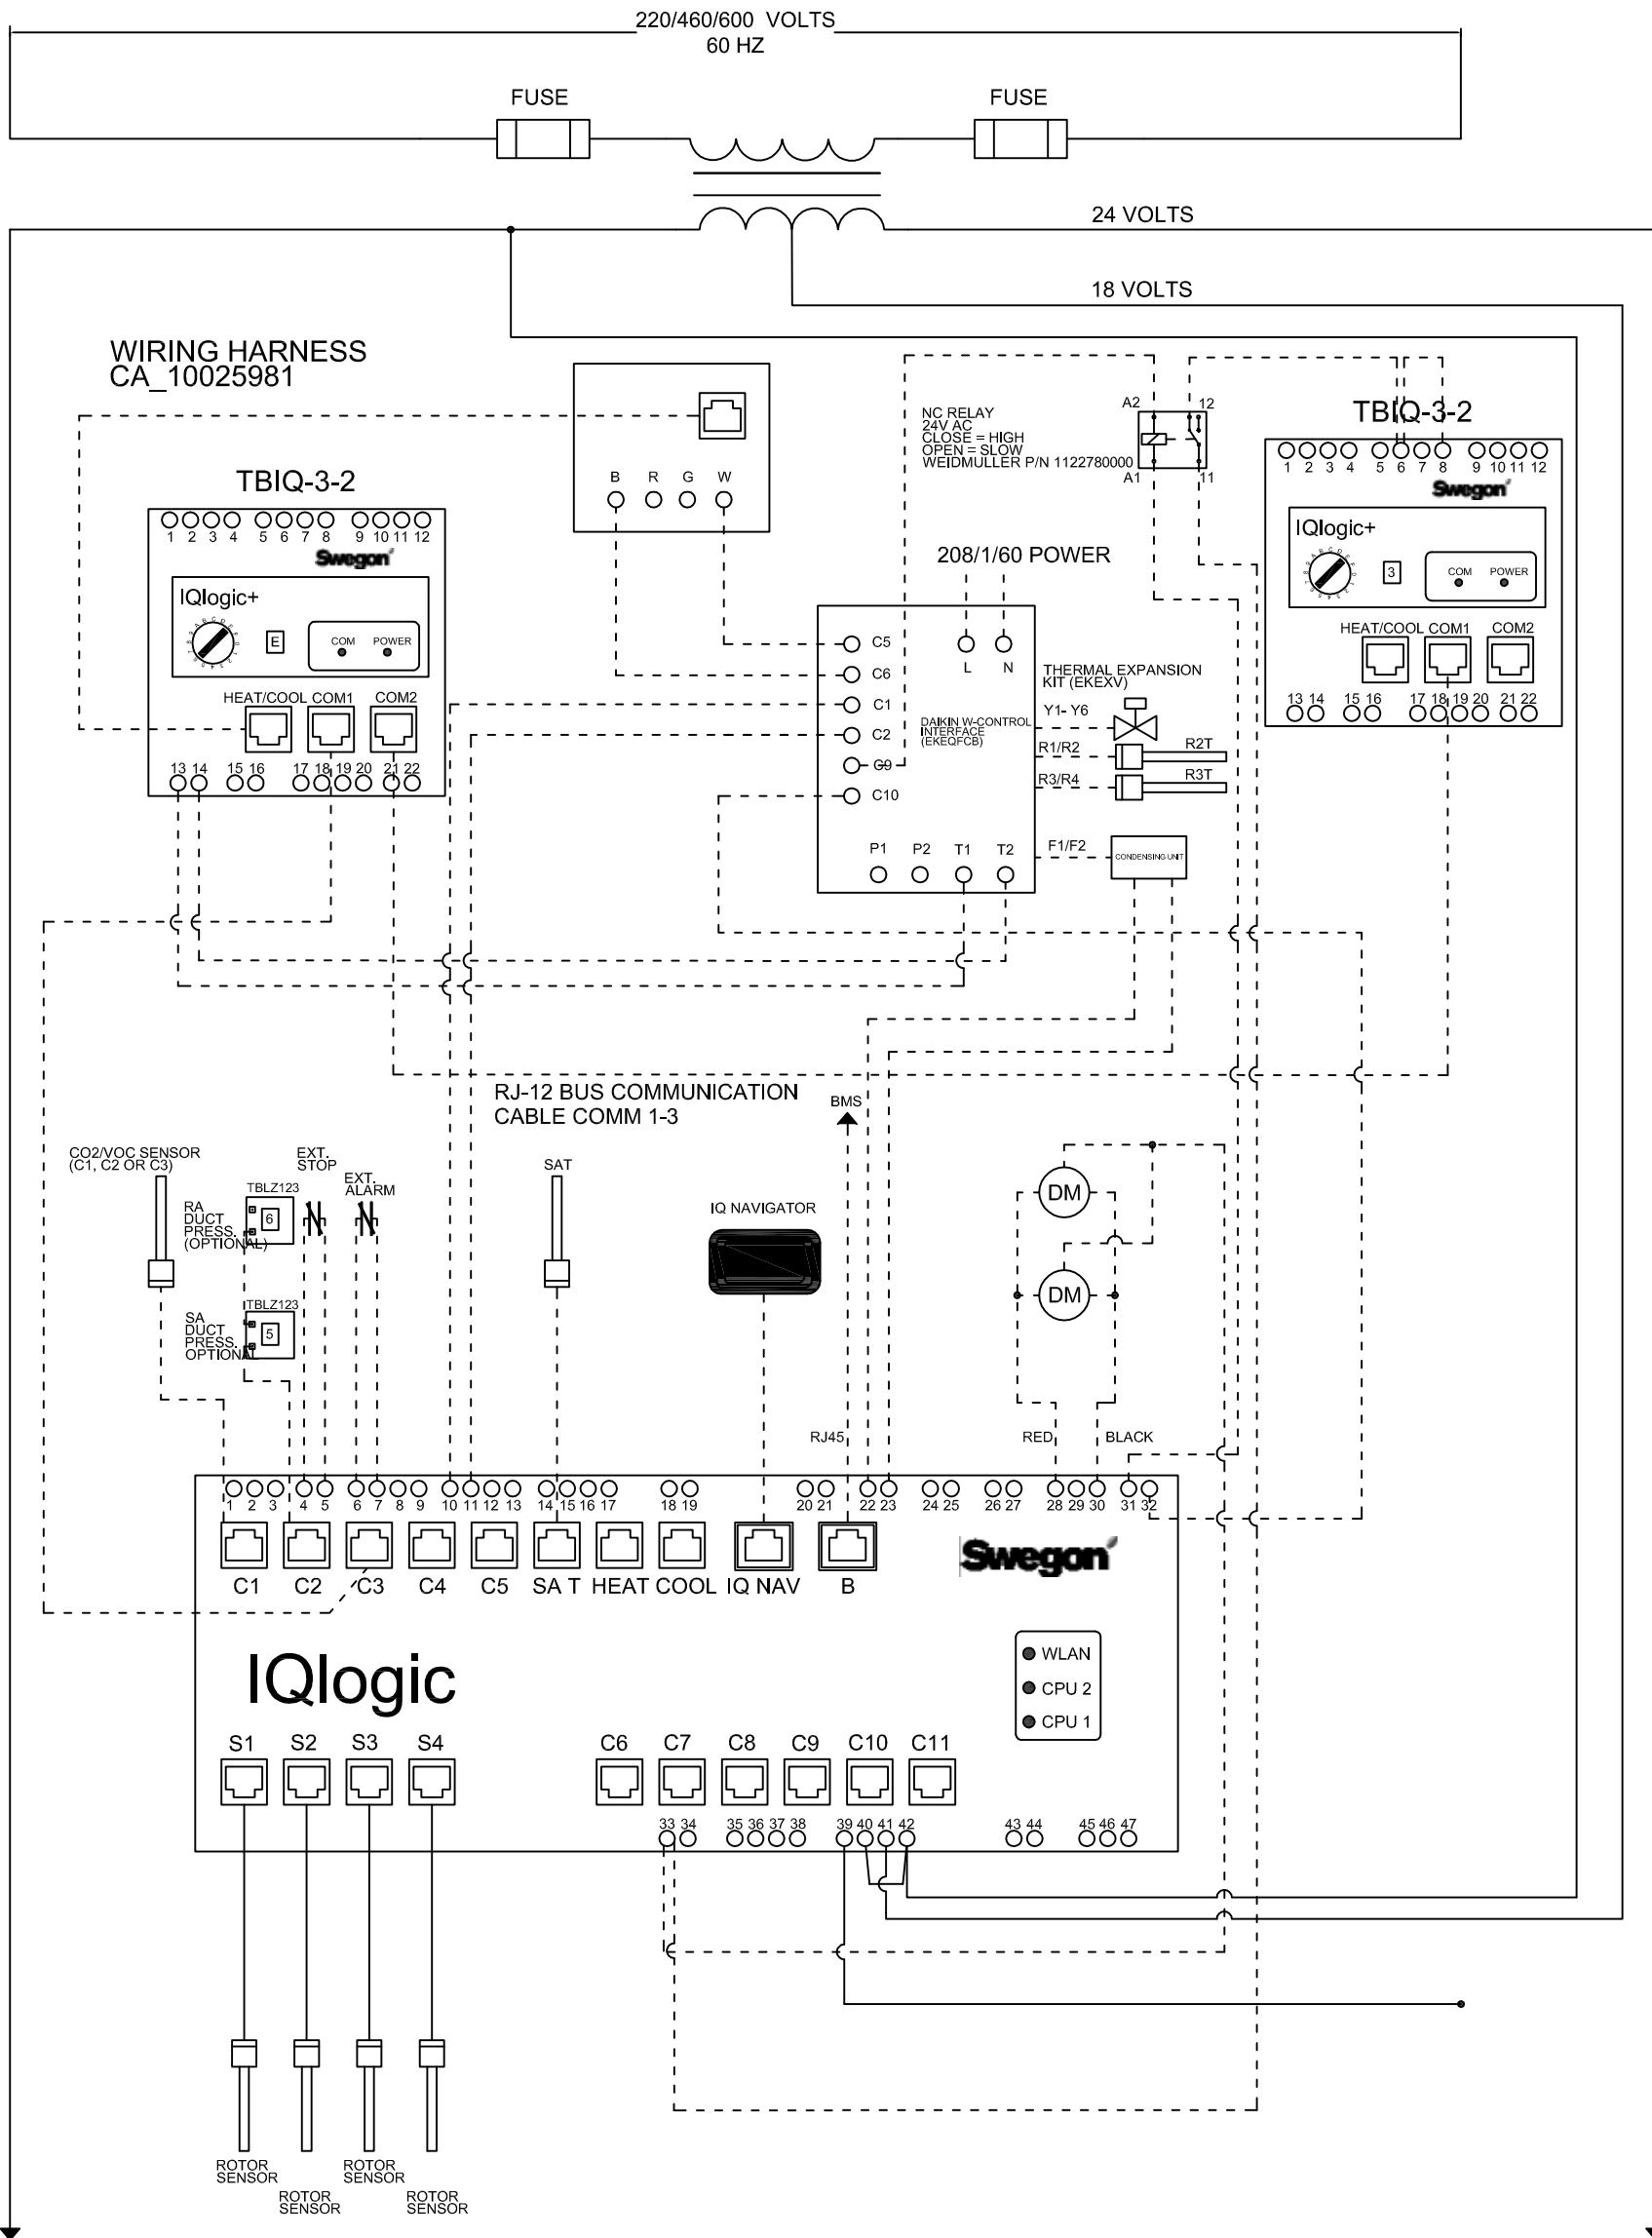 220/460/600 VOLTS
60 HZ
FUSE
FUSE
24 VOLTS
18 VOLTS
WIRING HARNESS
CA_10025981
B R G W
NC RELAY
24V AC
CLOSE = HIGH
OPEN = SLOW
WEIDMULLER P/N 1122780000
A2
12
A1
11
TBIQ-3-2
1 2 3 4 5 6 7 8 9 10 11 12
Swegon
IQlogic+
3
COM POWER
HEAT/COOL COM1 COM2
13 14 15 16 17 18 19 20 21 22
TBIQ-3-2
1 2 3 4 5 6 7 8 9 10 11 12
Swegon
IQlogic+
E
COM POWER
HEAT/COOL COM1 COM2
13 14 15 16 17 18 19 20 21 22
208/1/60 POWER
L N
C5
C6
C1
C2
C9
C10
DAIKIN W-CONTROL
INTERFACE
(EKEQFCB)
P1 P2 T1 T2
THERMAL EXPANSION
KIT (EKEXV)
Y1- Y6
R1/R2
R2T
R3/R4
R3T
F1/F2
CONDENSING UNIT
RJ-12 BUS COMMUNICATION
CABLE COMM 1-3
BMS
CO2/VOC SENSOR
(C1, C2 OR C3)
EXT.
STOP
EXT.
ALARM
TBLZ123
6
RA
DUCT
PRESS.
(OPTIONAL)
TBLZ123
5
SA
DUCT
PRESS.
OPTIONAL
SAT
IQ NAVIGATOR
DM
DM
RJ45
RED
BLACK
1 2 3 4 5 6 7 8 9 10 11 12 13 14 15 16 17 18 19 20 21 22 23 24 25 26 27 28 29 30 31 32
C1 C2 C3 C4 C5 SA T HEAT COOL IQ NAV B
Swegon
IQlogic
WLAN
CPU 2
CPU 1
S1 S2 S3 S4 C6 C7 C8 C9 C10 C11
33 34 35 36 37 38 39 40 41 42 43 44 45 46 47
ROTOR
SENSOR
ROTOR
SENSOR
ROTOR
SENSOR
ROTOR
SENSOR